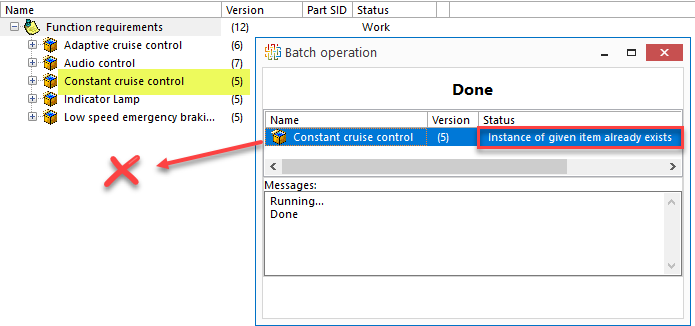 Name Version Part SID Status
Function requirements (12) Work
Adaptive cruise control (6)
Audio control (7)
Constant cruise control (5)
Indicator Lamp (5)
Low speed emergency braki... (5)
Batch operation
Done
Name Version Status
Constant cruise control (5) Instance of given item already exists
Messages:
Running...
Done